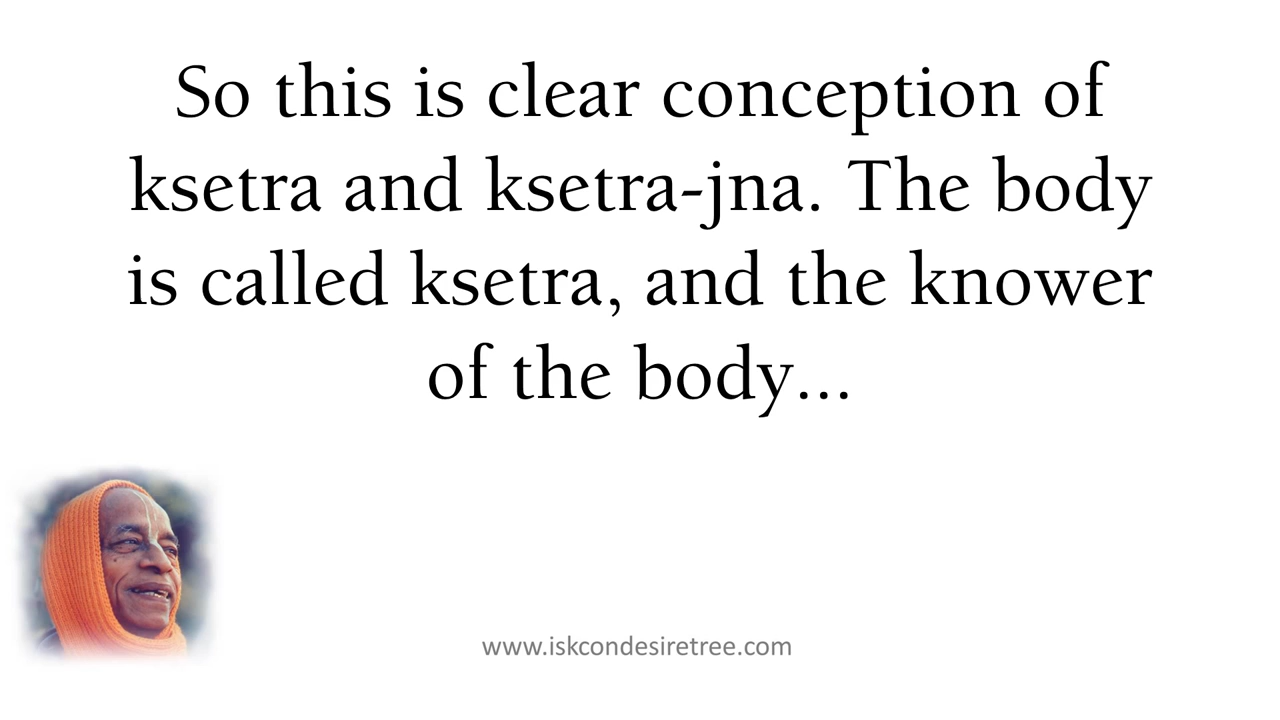 So this is clear conception of
ksetra and ksetra-jna. The body
is called ksetra, and the knower
of the body...
www.iskcondesiretree.com